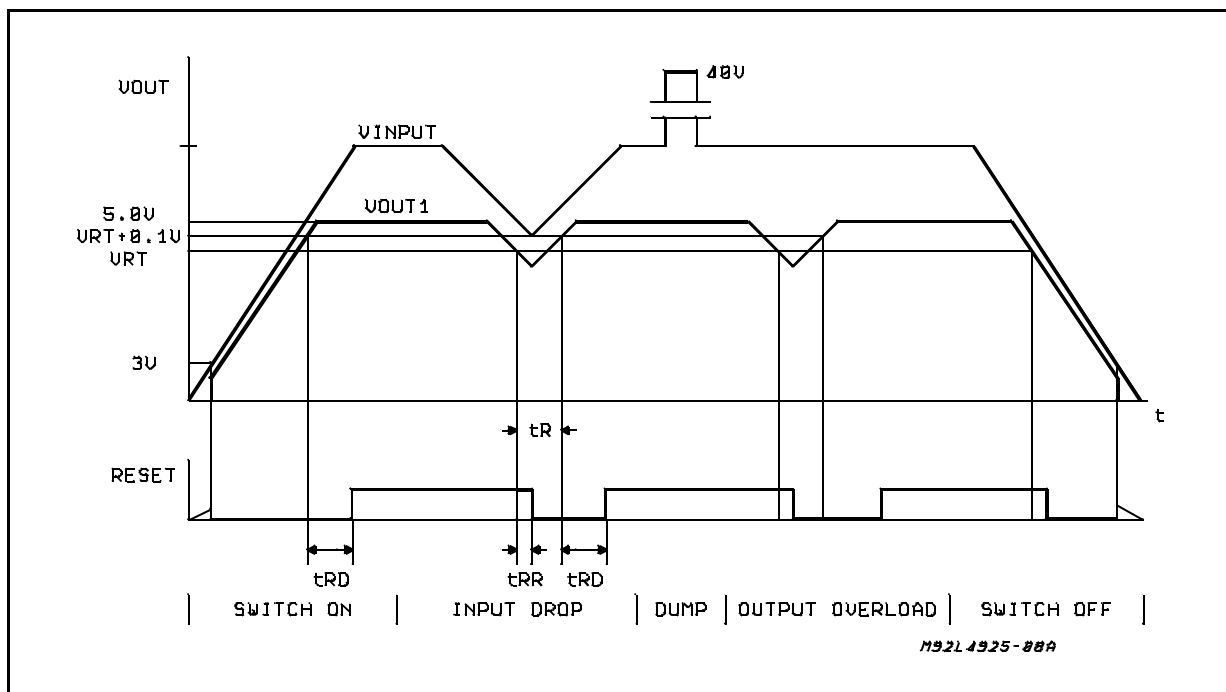 VOUT
40V
VINPUT
5.0V
VOUT1
VRT+0.1V
VRT
3V
t
tR
RESET
tRD
tRR
tRD
SWITCH ON
INPUT DROP
DUMP
OUTPUT OVERLOAD
SWITCH OFF
M92L4925-08A